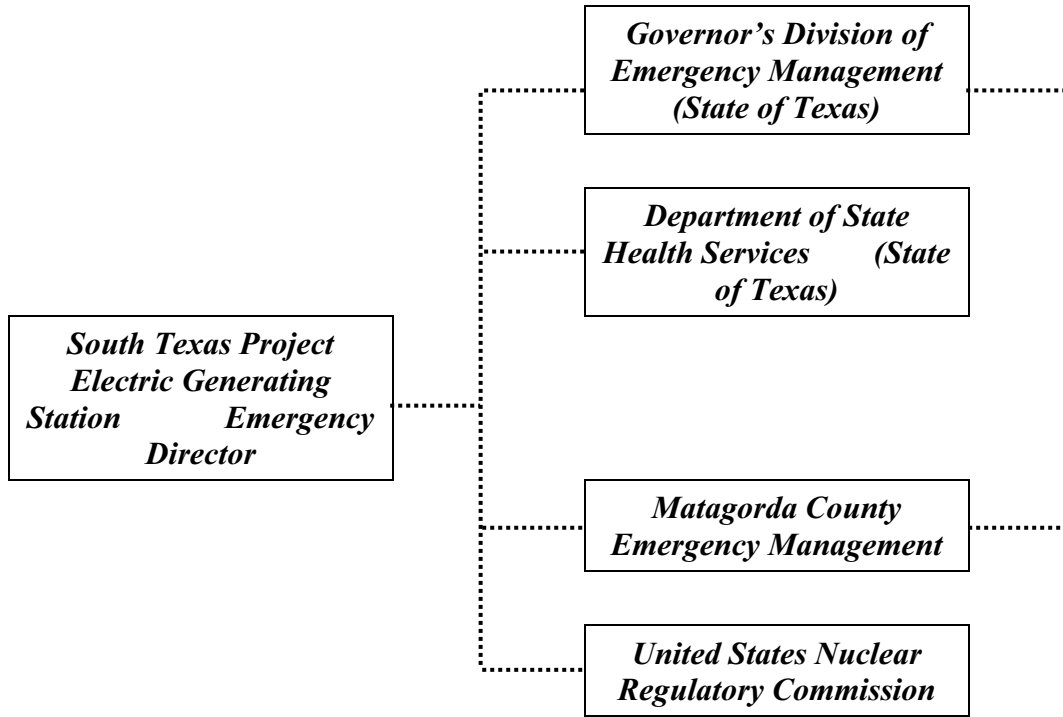 Governor’s Division of
Emergency Management
(State of Texas)
Department of State
Health Services (State
of Texas)
South Texas Project
Electric Generating
Station Emergency
Director
Matagorda County
Emergency Management
United States Nuclear
Regulatory Commission